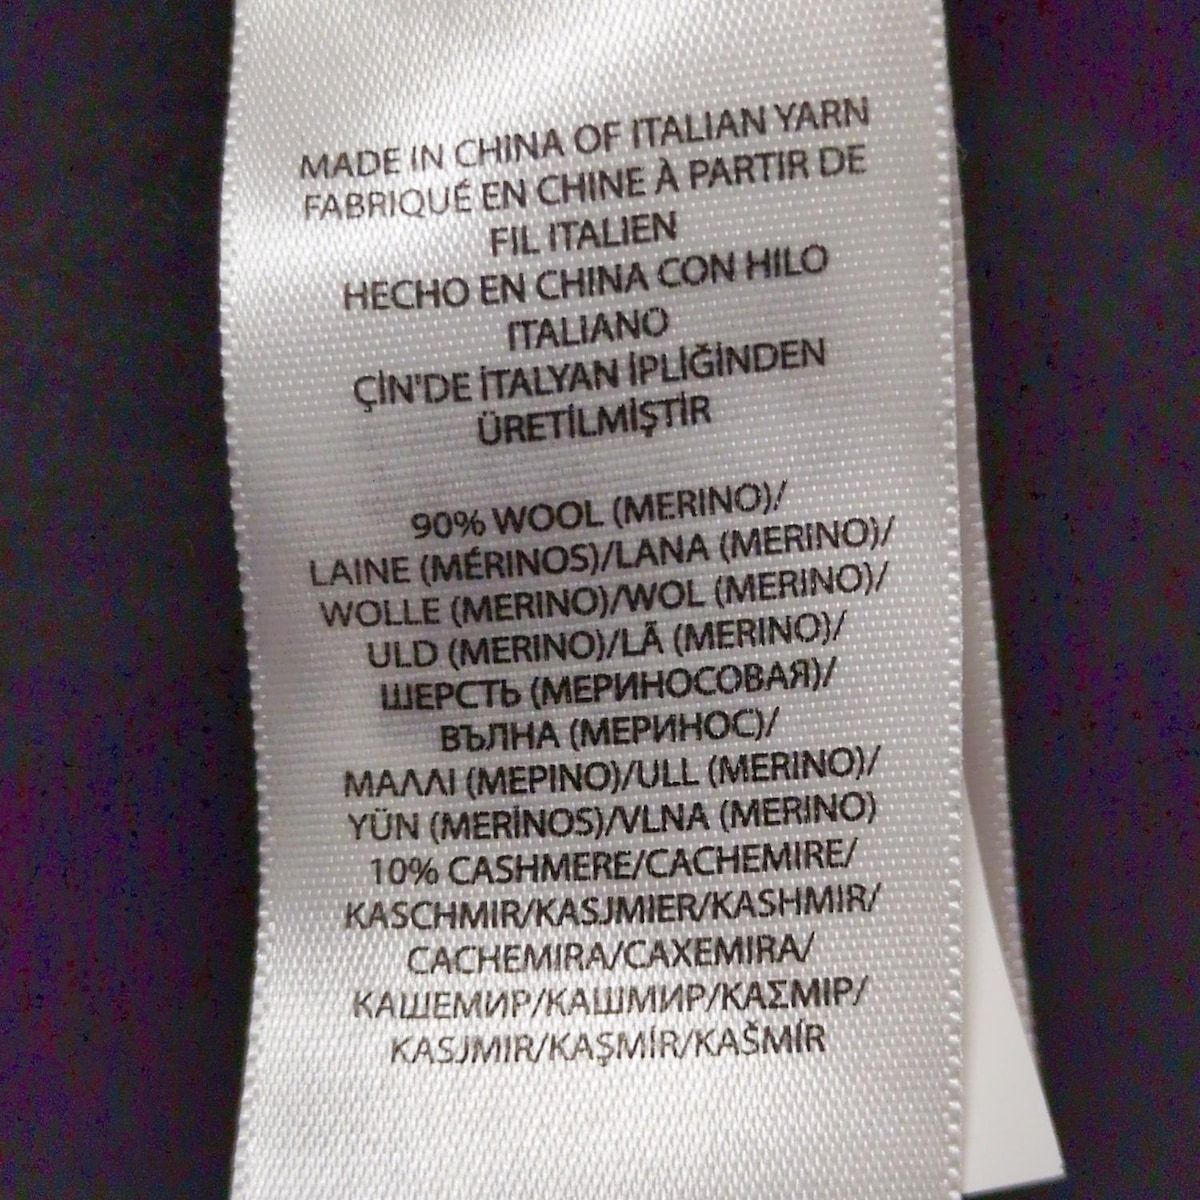 MADE IN CHINA OF ITALIAN YARN
FABRIQUÉ EN CHINE À PARTIR DE
FIL ITALIEN
HECHO EN CHINA CON HILO
ITALIANO
ÇİN'DE İTALYAN İPLİĞİNDEN
ÜRETİLMİŞTİR
90% WOOL (MERINO)/
LAINE (MÉRINOS)/LANA (MERINO)/
WOLLE (MERINO)/WOL (MERINO)/
ULD (MERINO)/LÃ (MERINO)/
ШЕРСТЬ (МЕРИНОСОВАЯ)/
ВЪЛНА (МЕРИНОС)/
ΜΑΛΛΙ (ΜΕΡΙΝΟ)/ULL (MERINO)/
YÜN (MERİNOS)/VLNA (MERINO)
10% CASHMERE/CACHEMIRE/
KASCHMIR/KASJMIER/KASHMIR/
CACHEMIRA/CAXEMIRA/
КАШЕМИР/КАШМИР/ΚΑΣΜΙΡ/
KASJMIR/KAŞMİR/KAŠMÍR